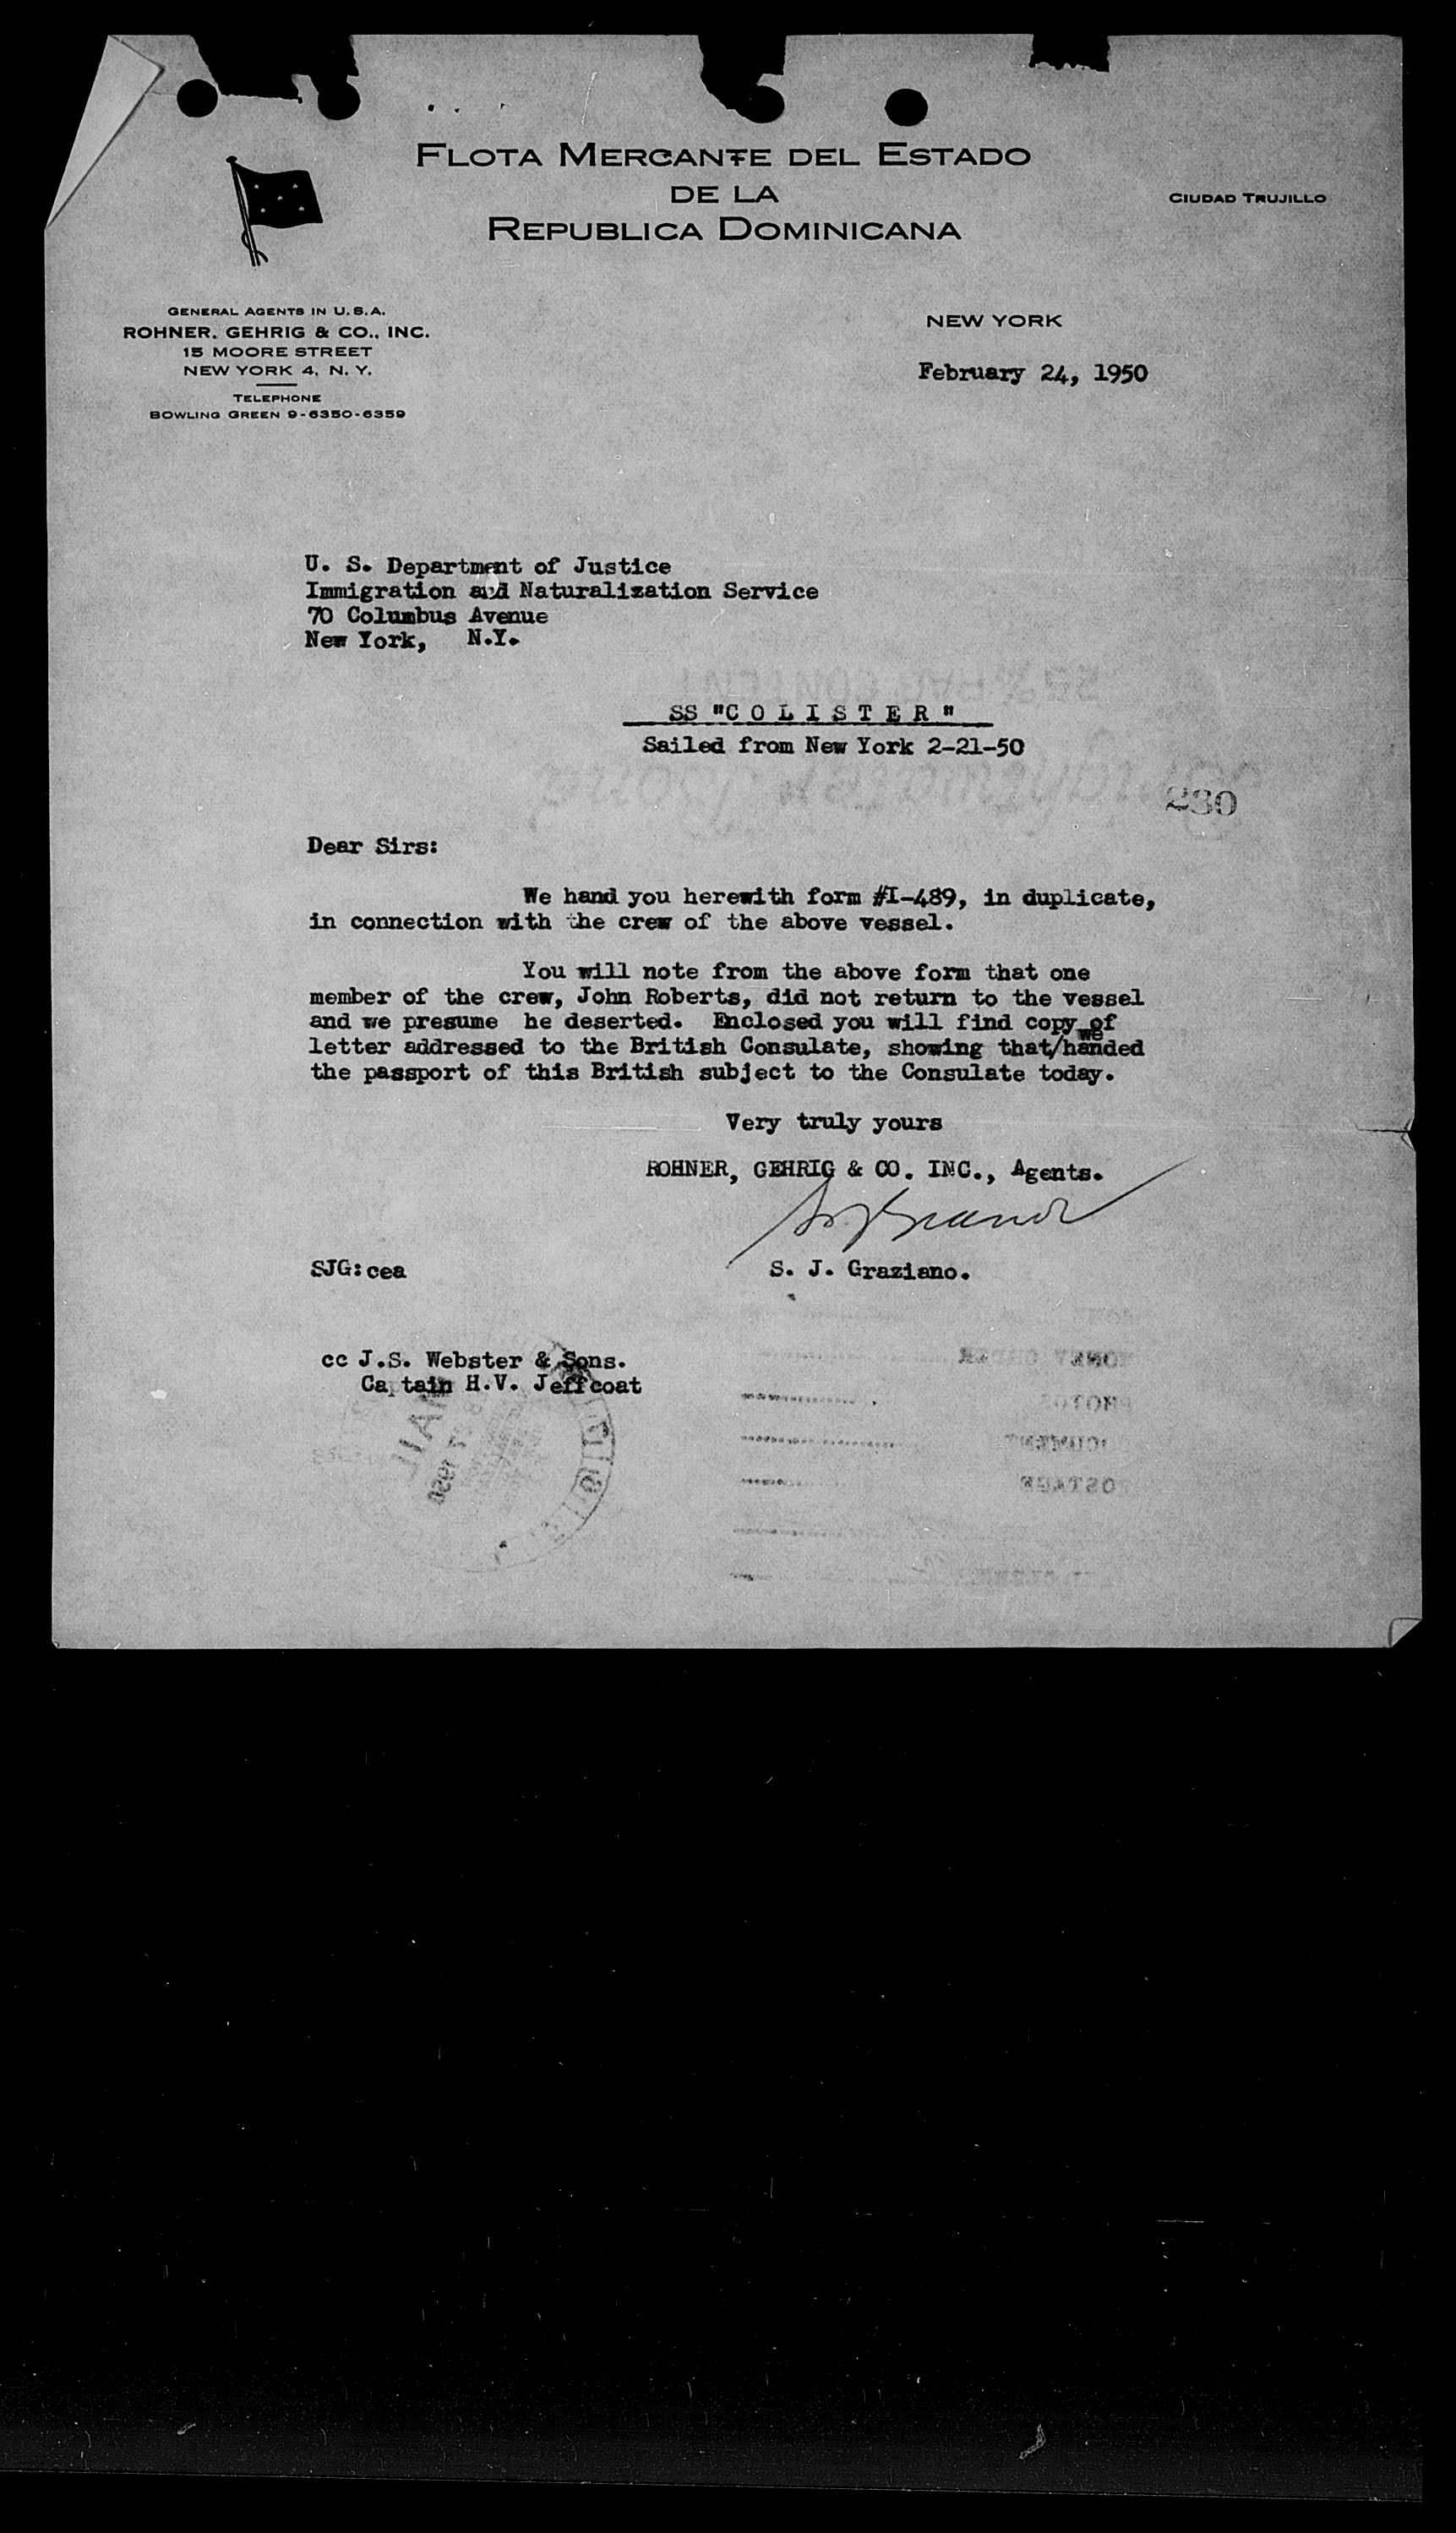 FLOTA MERCANTE DEL ESTADO
DE LA
REPUBLICA DOMINICANA
CIUDAD TRUJILLO
GENERAL AGENTS IN U.S.A.
ROHNER, GEHRIG & CO., INC.
15 MOORE STREET
NEW YORK 4, N. Y.
TELEPHONE
BOWLING GREEN 9-6350-6359
NEW YORK
February 24, 1950
U. S. Department of Justice
Immigration and Naturalization Service
70 Columbus Avenue
New York, N.Y.
SS "C O L I S T E R"
Sailed from New York 2-21-50
230
Dear Sirs:
We hand you herewith form #I-489, in duplicate,
in connection with the crew of the above vessel.
You will note from the above form that one
member of the crew, John Roberts, did not return to the vessel
and we presume he deserted. Enclosed you will find copy of
letter addressed to the British Consulate, showing that/we handed
the passport of this British subject to the Consulate today.
Very truly yours
ROHNER, GEHRIG & CO. INC., Agents.
SJG:cea
S. J. Graziano.
cc J.S. Webster & Sons.
Ca tain H.V. Jeffcoat